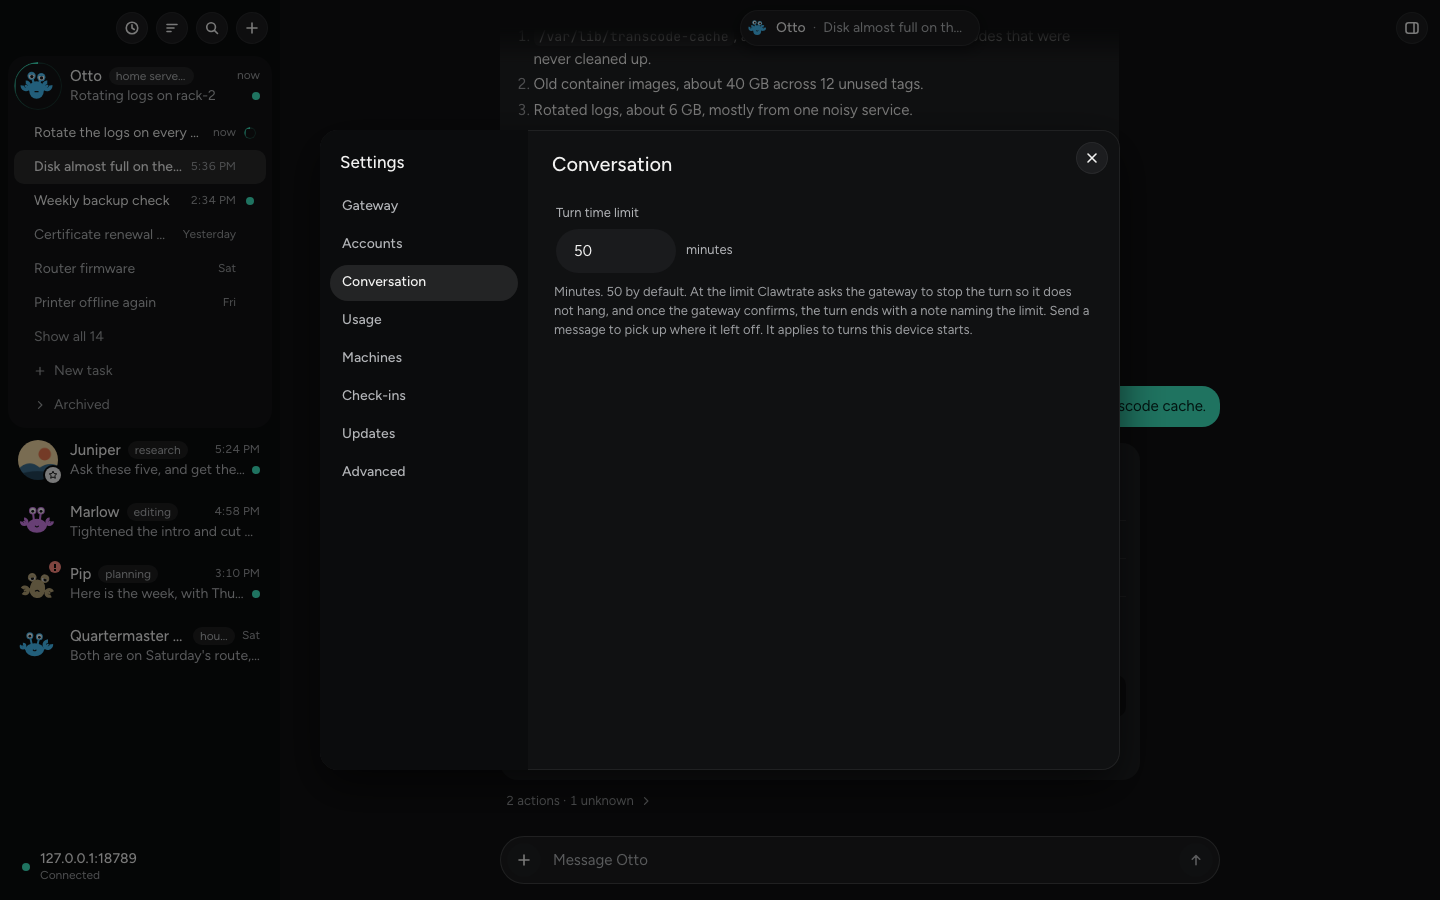 Otto home serve... now
Rotating logs on rack-2
Rotate the logs on every ... now
Disk almost full on the... 5:36 PM
Weekly backup check 2:34 PM
Certificate renewal ... Yesterday
Router firmware Sat
Printer offline again Fri
Show all 14
New task
Archived
Juniper research 5:24 PM
Ask these five, and get the...
Marlow editing 4:58 PM
Tightened the intro and cut ...
Pip planning 3:10 PM
Here is the week, with Thu...
Quartermaster ... hou... Sat
Both are on Saturday's route,...
127.0.0.1:18789
Connected
Otto · Disk almost full on th...
1. /var/lib/transcode-cache, des that were
never cleaned up.
2. Old container images, about 40 GB across 12 unused tags.
3. Rotated logs, about 6 GB, mostly from one noisy service.
Settings
Gateway
Accounts
Conversation
Usage
Machines
Check-ins
Updates
Advanced
Conversation
Turn time limit
50 minutes
Minutes. 50 by default. At the limit Clawtrate asks the gateway to stop the turn so it does
not hang, and once the gateway confirms, the turn ends with a note naming the limit. Send a
message to pick up where it left off. It applies to turns this device starts.
scode cache.
2 actions · 1 unknown
Message Otto